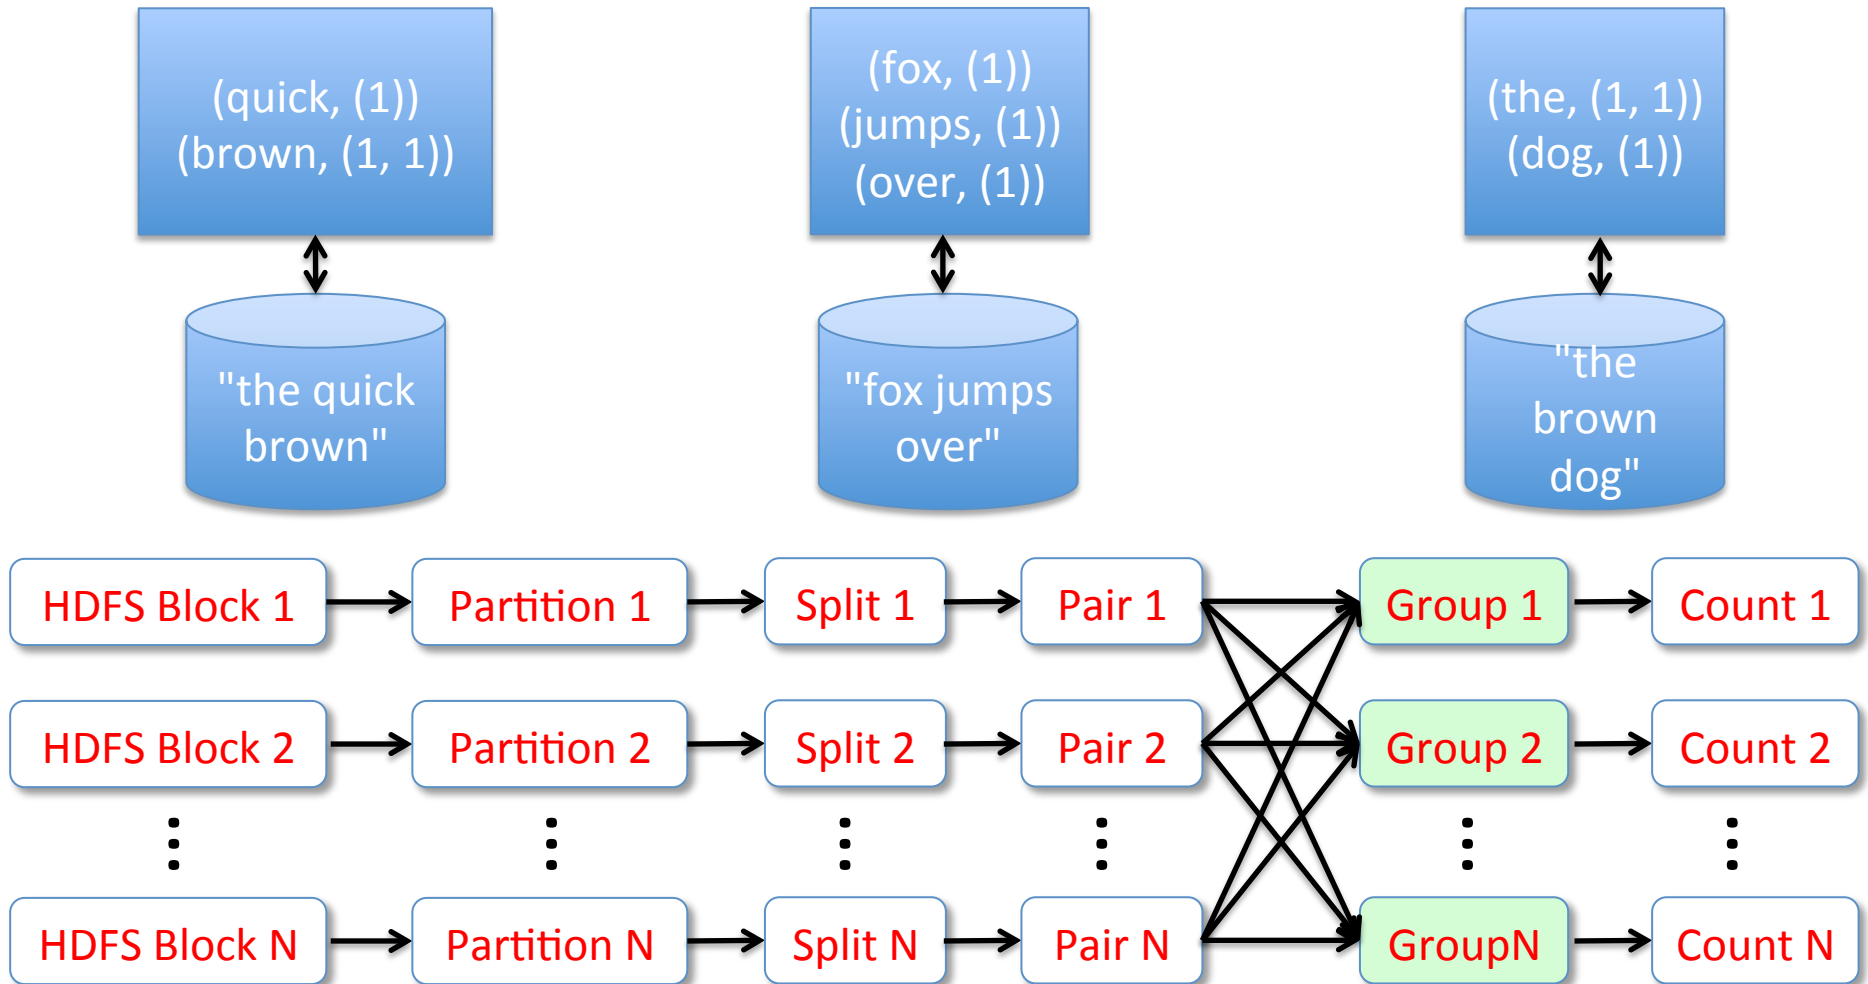 (quick, (1))
(brown, (1, 1))
(fox, (1))
(jumps, (1))
(over, (1))
(the, (1, 1))
(dog, (1))
"the quick
brown"
"fox jumps
over"
"the
brown
dog"
HDFS Block 1
Partition 1
Split 1
Pair 1
Group 1
Count 1
HDFS Block 2
Partition 2
Split 2
Pair 2
Group 2
Count 2
HDFS Block N
Partition N
Split N
Pair N
GroupN
Count N